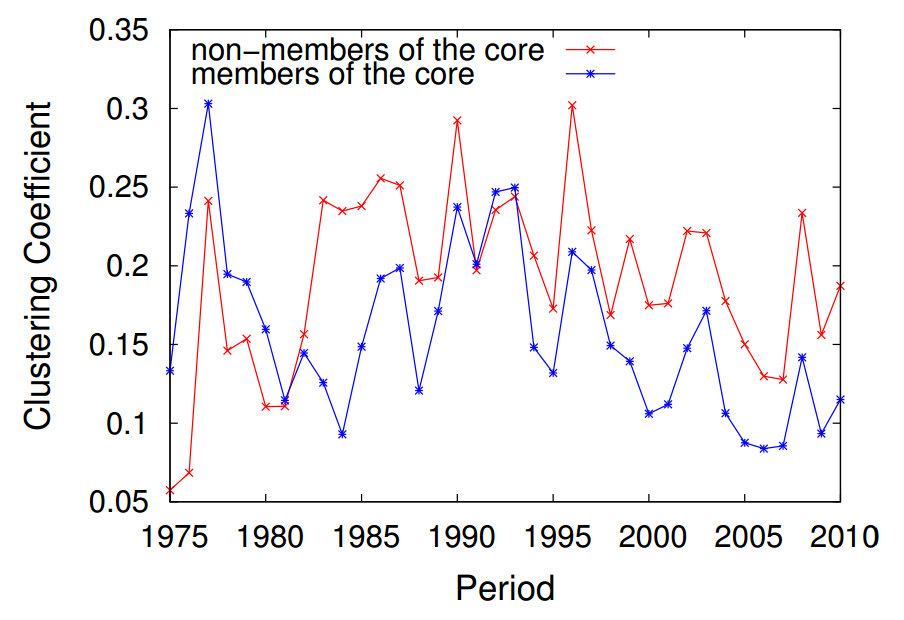 0.35
non−members of the core
members of the core
0.3
0.25
0.2
0.15
0.1
0.05
Clustering Coefficient
1975 1980 1985 1990 1995 2000 2005 2010
Period